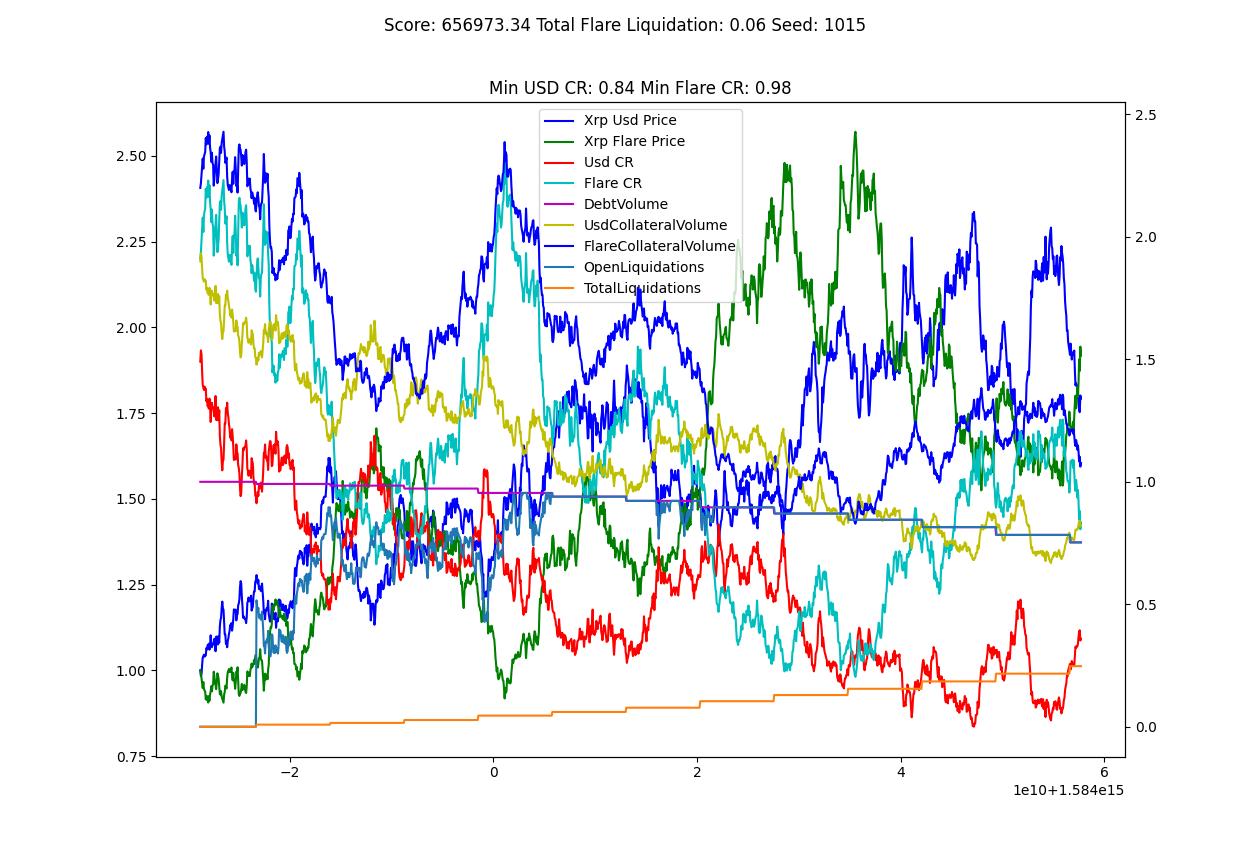 Score: 656973.34 Total Flare Liquidation: 0.06 Seed: 1015
Min USD CR: 0.84 Min Flare CR: 0.98
Xrp Usd Price
Xrp Flare Price
Usd CR
Flare CR
DebtVolume
UsdCollateralVolume
FlareCollateralVolume
OpenLiquidations
TotalLiquidations
2.50
2.25
2.00
1.75
1.50
1.25
1.00
0.75
2.5
2.0
1.5
1.0
0.5
0.0
−2 0 2 4 6
1e10+1.584e15